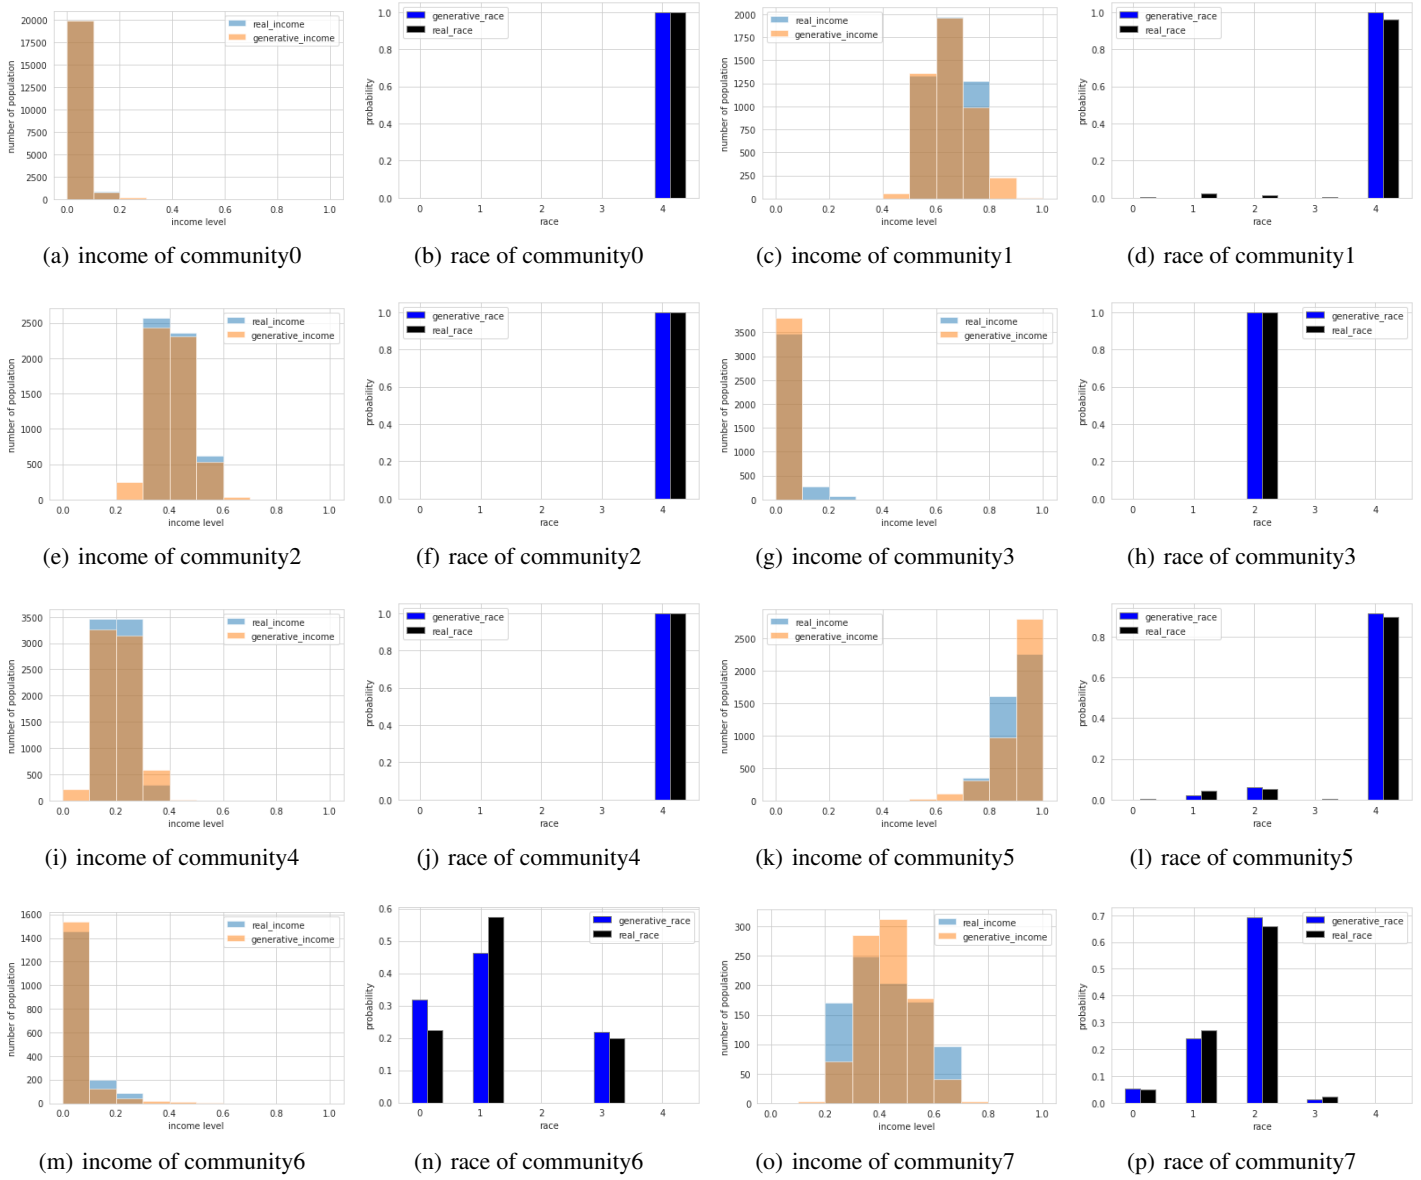 real_income
generative_income
number of population
20000
17500
15000
12500
10000
7500
5000
2500
0
0.0 0.2 0.4 0.6 0.8 1.0
income level
(a) income of community0
generative_race
real_race
probability
1.0
0.8
0.6
0.4
0.2
0.0
0 1 2 3 4
race
(b) race of community0
real_income
generative_income
number of population
2000
1750
1500
1250
1000
750
500
250
0
0.0 0.2 0.4 0.6 0.8 1.0
income level
(c) income of community1
generative_race
real_race
probability
1.0
0.8
0.6
0.4
0.2
0.0
0 1 2 3 4
race
(d) race of community1
real_income
generative_income
number of population
2500
2000
1500
1000
500
0
0.0 0.2 0.4 0.6 0.8 1.0
income level
(e) income of community2
generative_race
real_race
probability
1.0
0.8
0.6
0.4
0.2
0.0
0 1 2 3 4
race
(f) race of community2
real_income
generative_income
number of population
3500
3000
2500
2000
1500
1000
500
0
0.0 0.2 0.4 0.6 0.8 1.0
income level
(g) income of community3
generative_race
real_race
probability
1.0
0.8
0.6
0.4
0.2
0.0
0 1 2 3 4
race
(h) race of community3
real_income
generative_income
number of population
3500
3000
2500
2000
1500
1000
500
0
0.0 0.2 0.4 0.6 0.8 1.0
income level
(i) income of community4
generative_race
real_race
probability
1.0
0.8
0.6
0.4
0.2
0.0
0 1 2 3 4
race
(j) race of community4
real_income
generative_income
number of population
2500
2000
1500
1000
500
0
0.0 0.2 0.4 0.6 0.8 1.0
income level
(k) income of community5
generative_race
real_race
probability
0.8
0.6
0.4
0.2
0.0
0 1 2 3 4
race
(l) race of community5
real_income
generative_income
number of population
1600
1400
1200
1000
800
600
400
200
0
0.0 0.2 0.4 0.6 0.8 1.0
income level
(m) income of community6
generative_race
real_race
probability
0.6
0.5
0.4
0.3
0.2
0.1
0.0
0 1 2 3 4
race
(n) race of community6
real_income
generative_income
number of population
300
250
200
150
100
50
0
0.0 0.2 0.4 0.6 0.8 1.0
income level
(o) income of community7
generative_race
real_race
probability
0.7
0.6
0.5
0.4
0.3
0.2
0.1
0.0
0 1 2 3 4
race
(p) race of community7